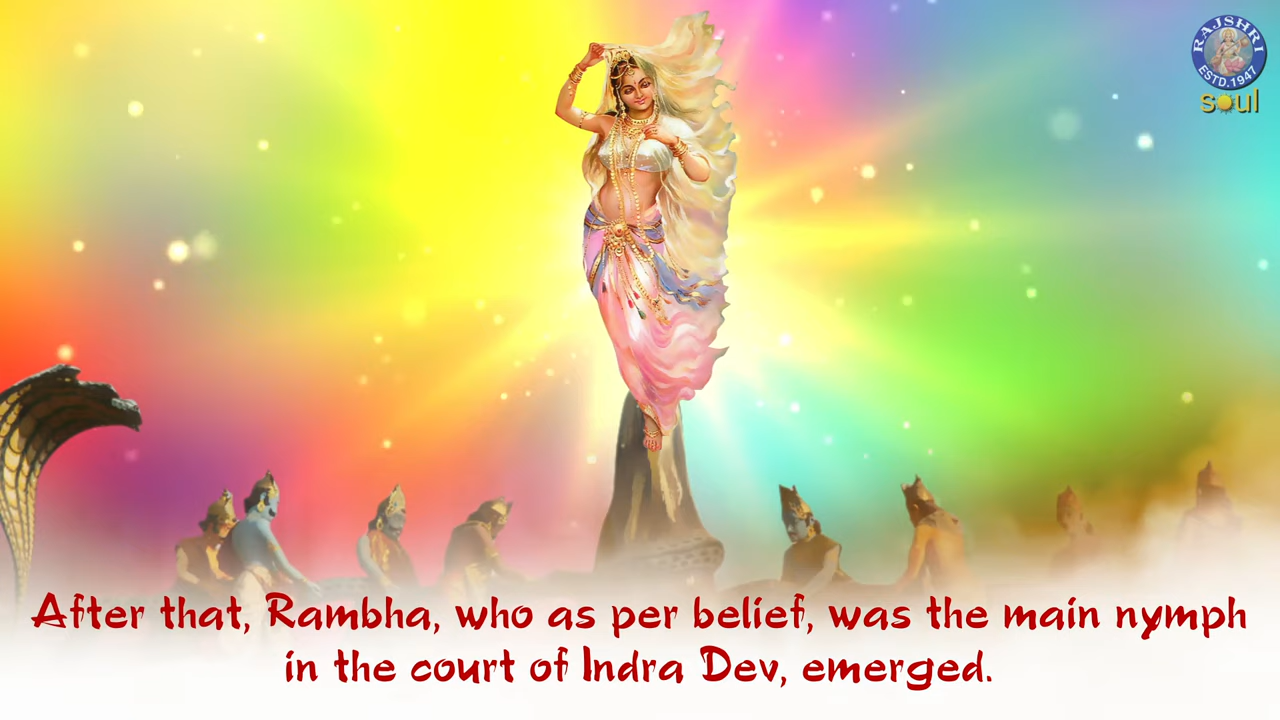 RAJSHRI
ESTD.1947
soul
After that, Rambha, who as per belief, was the main nymph
in the court of Indra Dev, emerged.